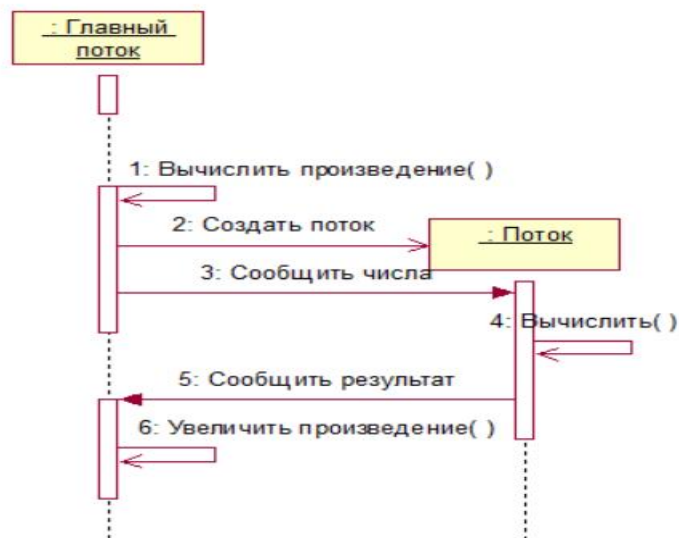 : Главный
поток
1: Вычислить произведение( )
2: Создать поток
: Поток
3: Сообщить числа
4: Вычислить( )
5: Сообщить результат
6: Увеличить произведение( )